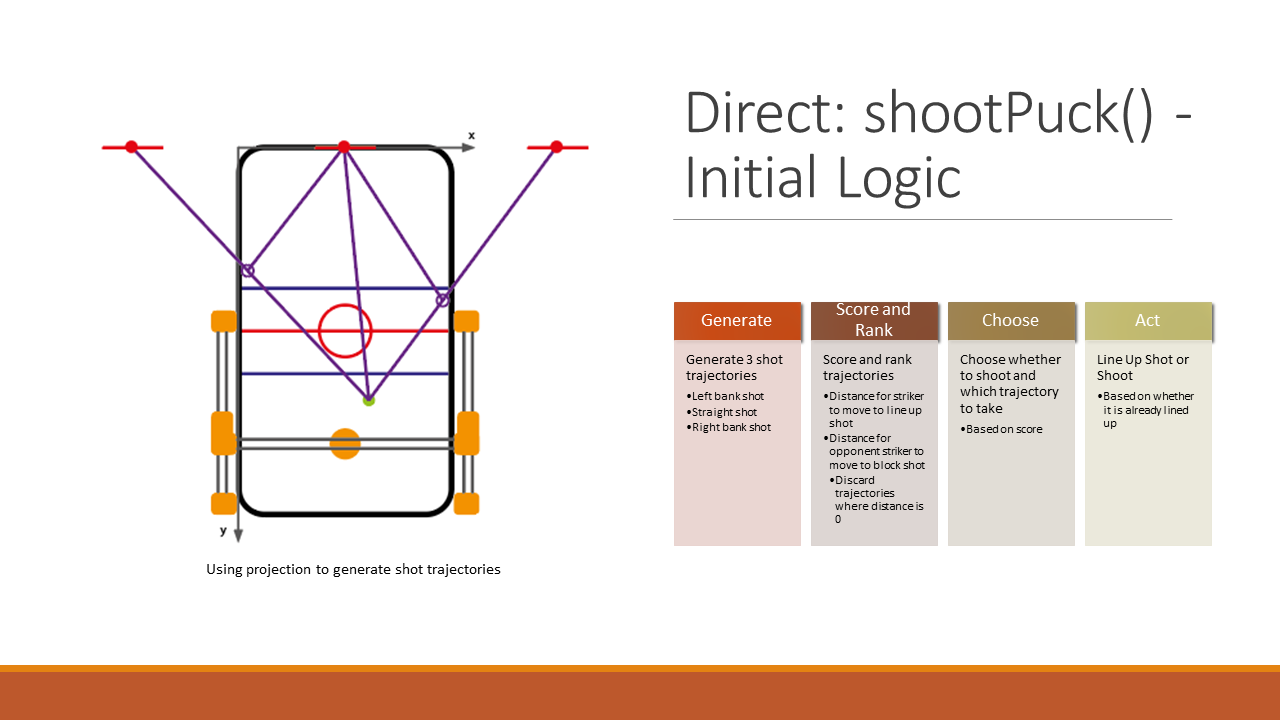 Direct: shootPuck() -
Initial Logic
x
y
Using projection to generate shot trajectories
Generate
Generate 3 shot
trajectories
•Left bank shot
•Straight shot
•Right bank shot
Score and
Rank
Score and rank
trajectories
•Distance for striker
to move to line up
shot
•Distance for
opponent striker to
move to block shot
•Discard
trajectories
where distance is
0
Choose
Choose whether
to shoot and
which trajectory
to take
•Based on score
Act
Line Up Shot or
Shoot
•Based on whether
it is already lined
up